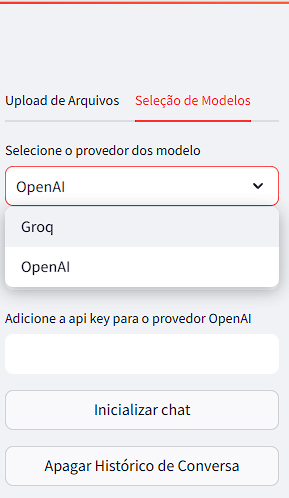 Upload de Arquivos Seleção de Modelos
Selecione o provedor dos modelo
OpenAI
Groq
OpenAI
Adicione a api key para o provedor OpenAI
Inicializar chat
Apagar Histórico de Conversa